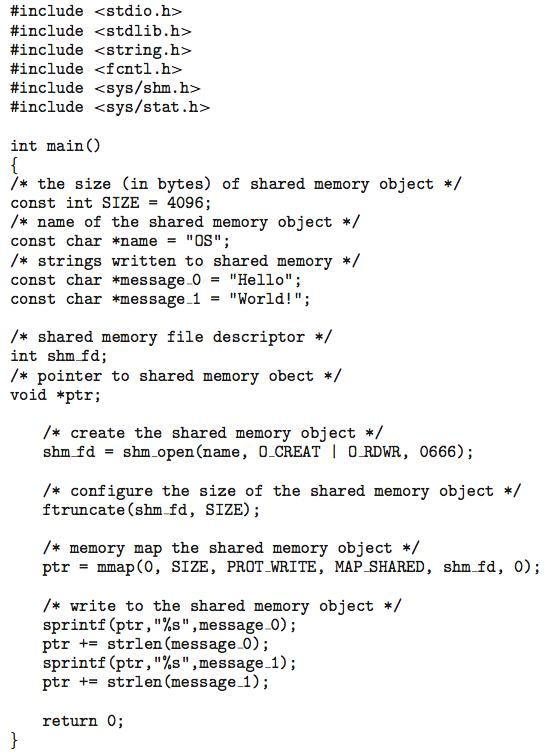 #include <stdio.h>
#include <stdlib.h>
#include <string.h>
#include <fcntl.h>
#include <sys/shm.h>
#include <sys/stat.h>

int main()
{
/* the size (in bytes) of shared memory object */
const int SIZE = 4096;
/* name of the shared memory object */
const char *name = "OS";
/* strings written to shared memory */
const char *message_0 = "Hello";
const char *message_1 = "World!";

/* shared memory file descriptor */
int shm_fd;
/* pointer to shared memory obect */
void *ptr;

/* create the shared memory object */
shm_fd = shm_open(name, O_CREAT | O_RDWR, 0666);

/* configure the size of the shared memory object */
ftruncate(shm_fd, SIZE);

/* memory map the shared memory object */
ptr = mmap(0, SIZE, PROT_WRITE, MAP_SHARED, shm_fd, 0);

/* write to the shared memory object */
sprintf(ptr,"%s",message_0);
ptr += strlen(message_0);
sprintf(ptr,"%s",message_1);
ptr += strlen(message_1);

return 0;
}